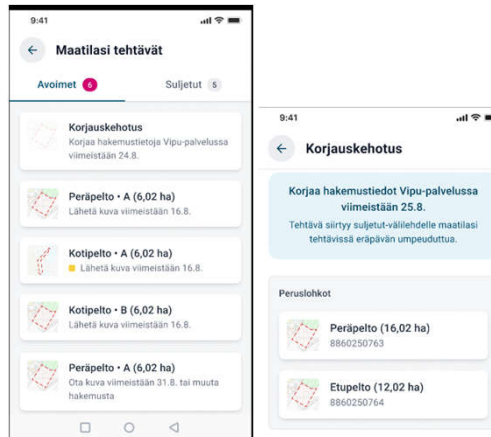 9:41
Maatilasi tehtävät
Avoimet 6
Suljetut 5
Korjauskehotus
Korjaa hakemustietoja Vipu-palvelussa
viimeistään 24.8.
Peräpelto • A (6,02 ha)
Lähetä kuva viimeistään 16.8.
Kotipelto • A (6,02 ha)
Lähetä kuva viimeistään 16.8.
Kotipelto • B (6,02 ha)
Lähetä kuva viimeistään 16.8.
Peräpelto • A (6,02 ha)
Ota kuva viimeistään 31.8. tai muuta
hakemusta
9:41
Korjauskehotus
Korjaa hakemustiedot Vipu-palvelussa
viimeistään 25.8.
Tehtävä siirtyy suljetut-välilehdelle maatilasi
tehtävissä eräpäivän umpeuduttua.
Peruslohkot
Peräpelto (16,02 ha)
8860250763
Etupelto (12,02 ha)
8860250764